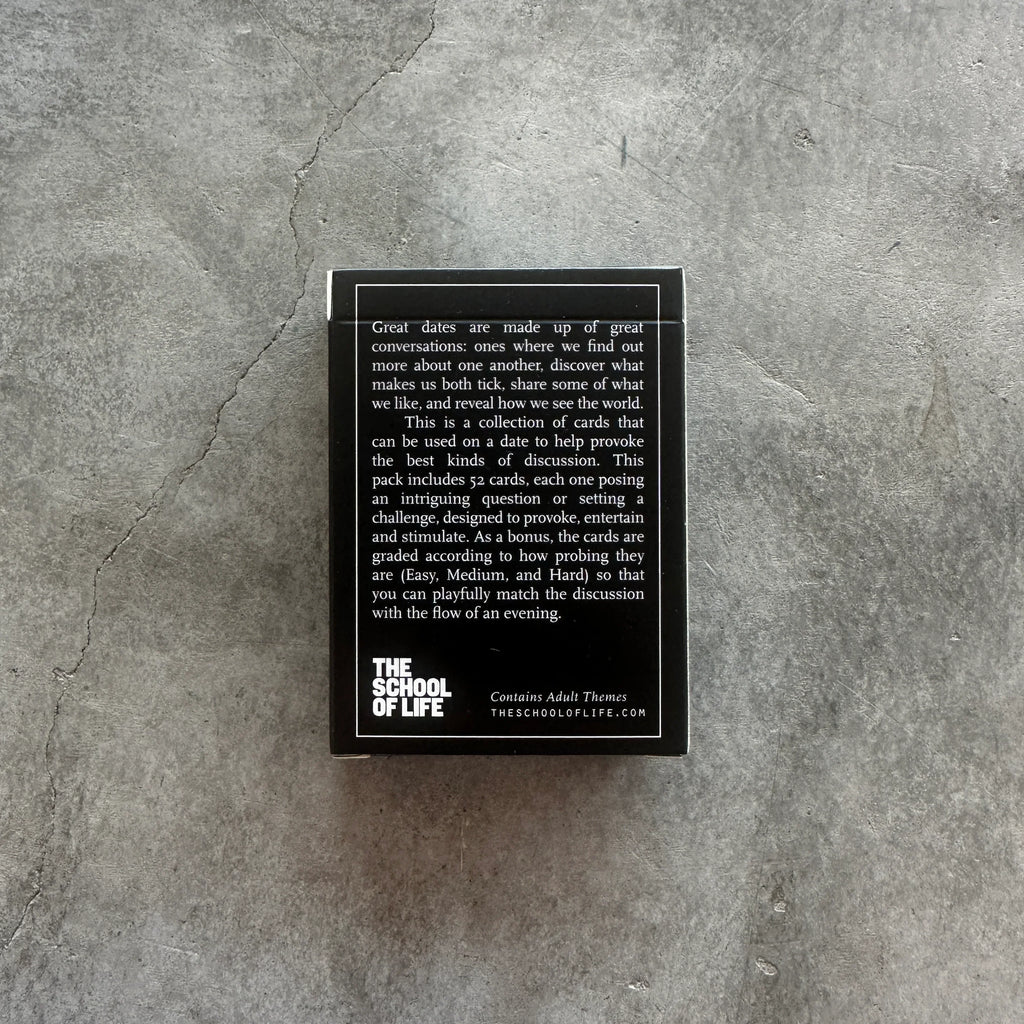 Great dates are made up of great
conversations: ones where we find out
more about one another, discover what
makes us both tick, share some of what
we like, and reveal how we see the world.
This is a collection of cards that
can be used on a date to help provoke
the best kinds of discussion. This
pack includes 52 cards, each one posing
an intriguing question or setting a
challenge, designed to provoke, entertain
and stimulate. As a bonus, the cards are
graded according to how probing they
are (Easy, Medium, and Hard) so that
you can playfully match the discussion
with the flow of an evening.
THE
SCHOOL
OF LIFE
Contains Adult Themes
THESCHOOLOFLIFE.COM